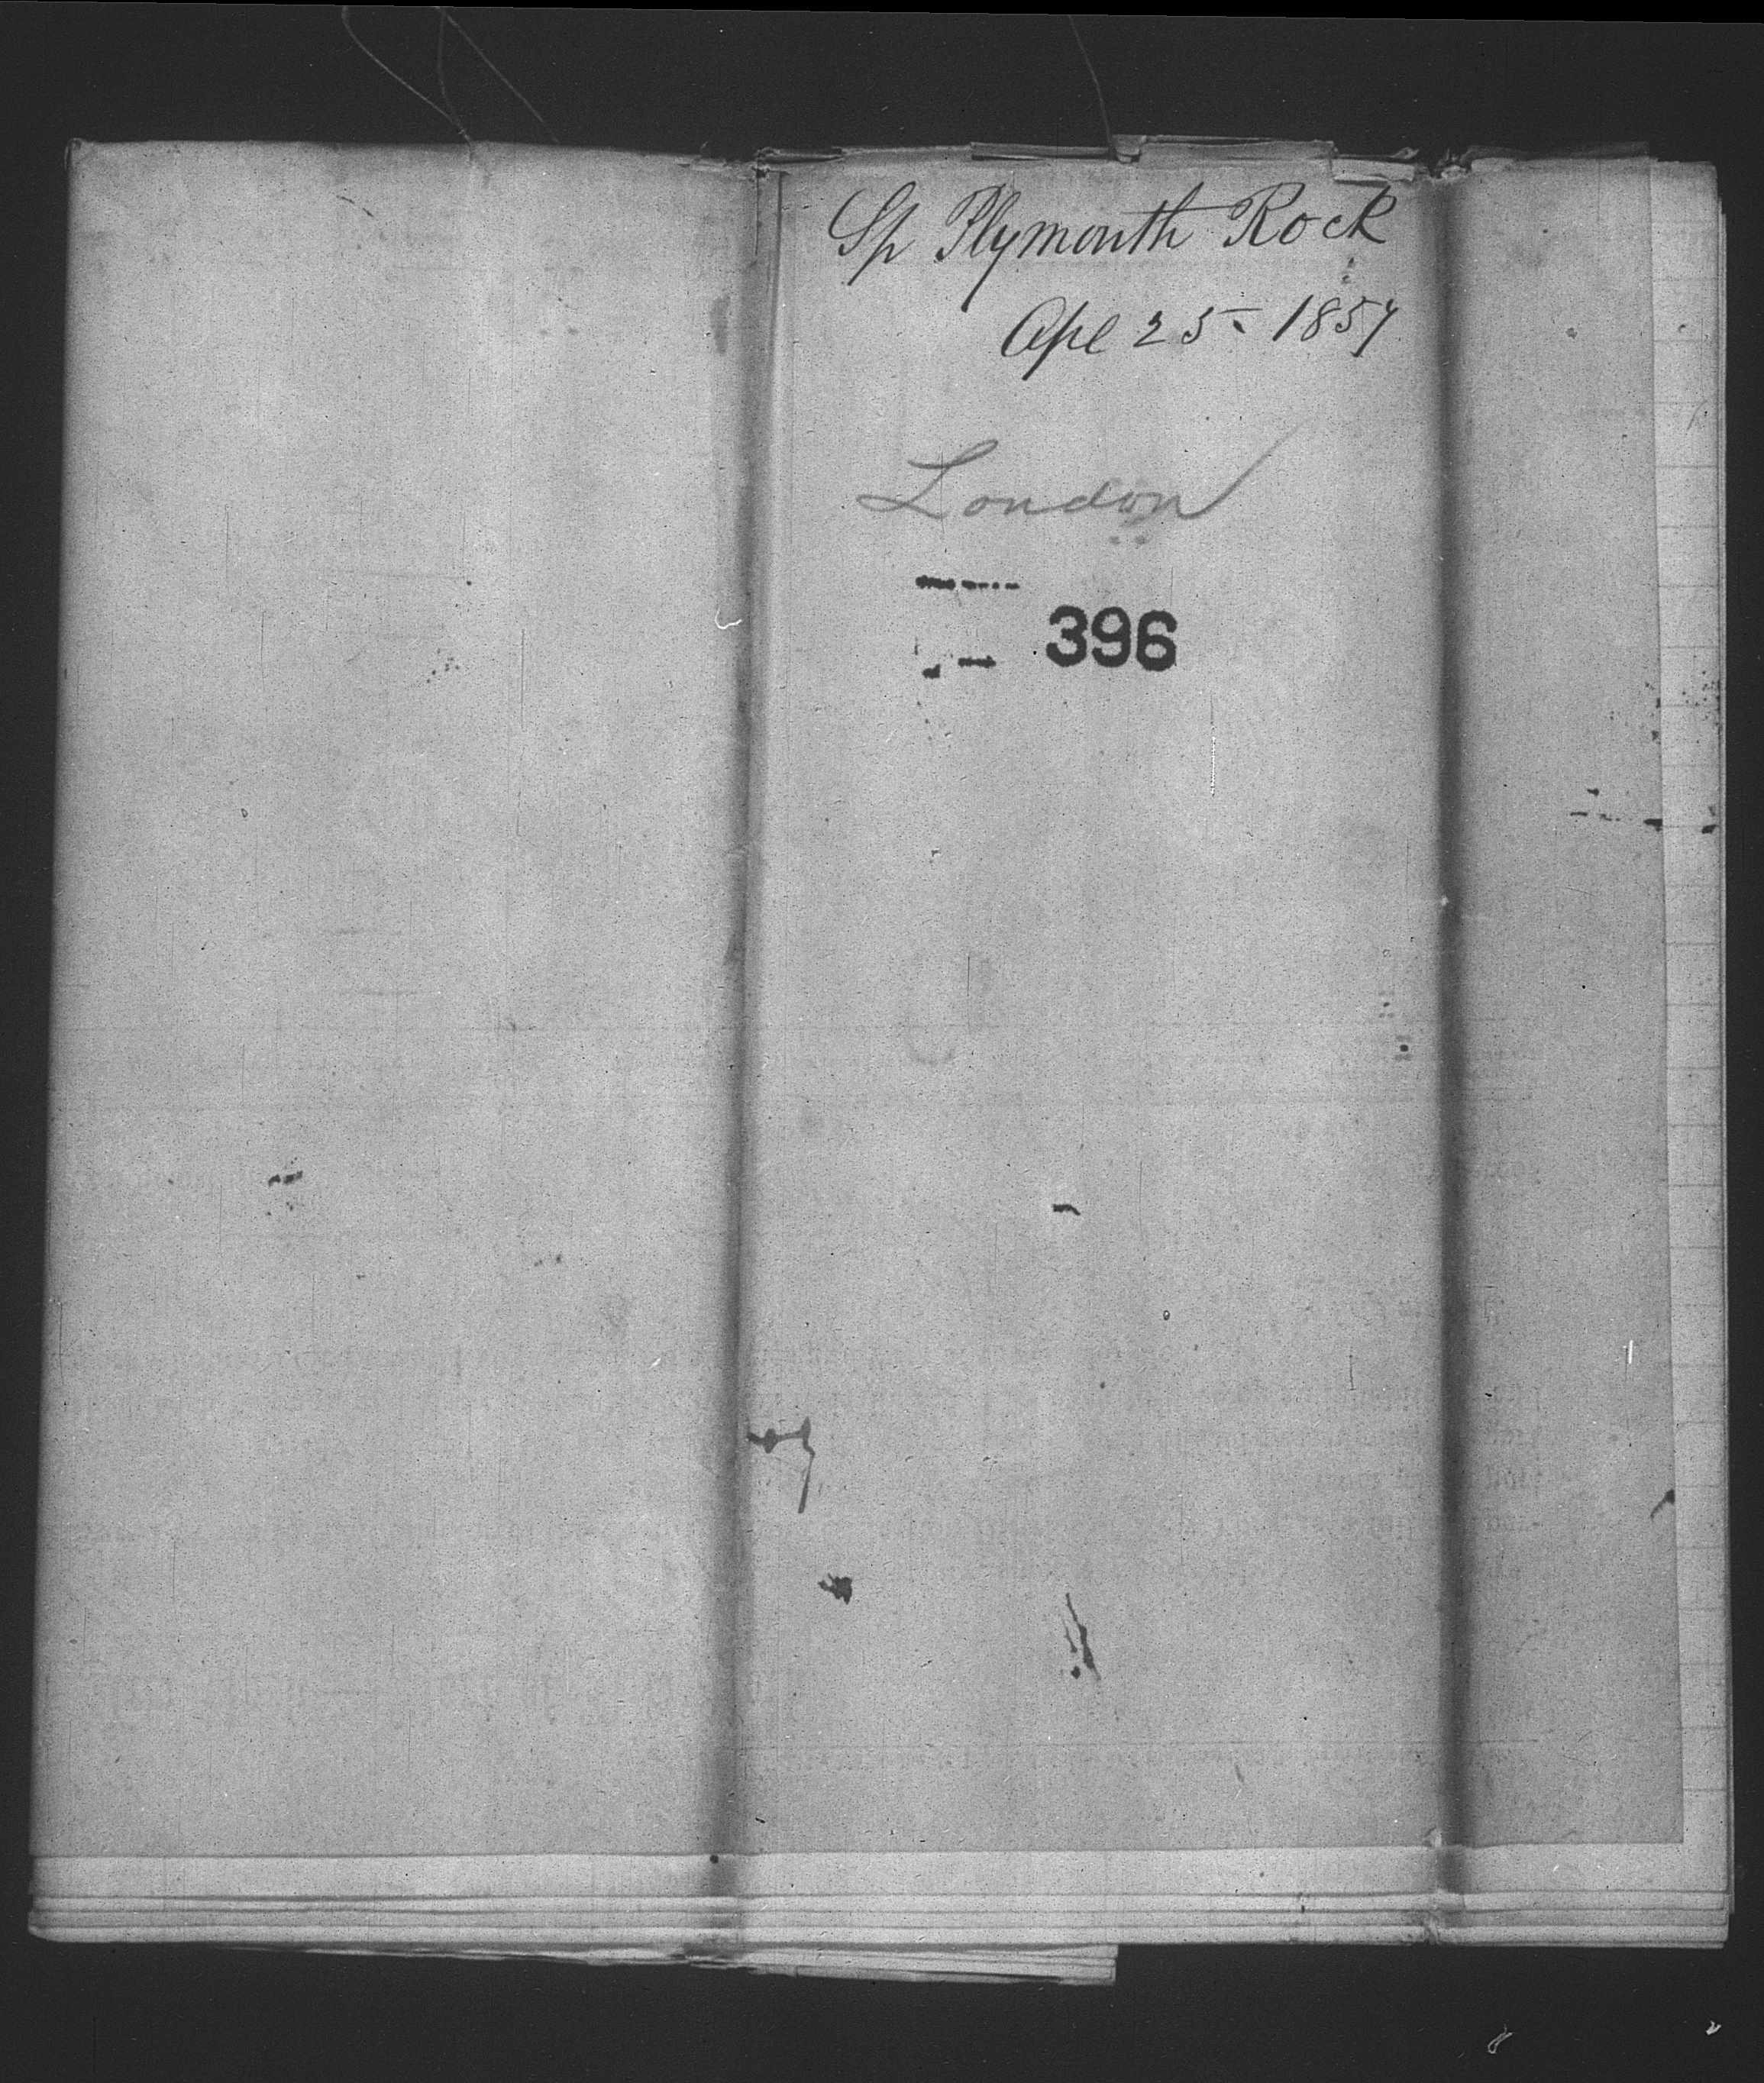 Sp Plymouth Rock
Apl 25 - 1857
London
396